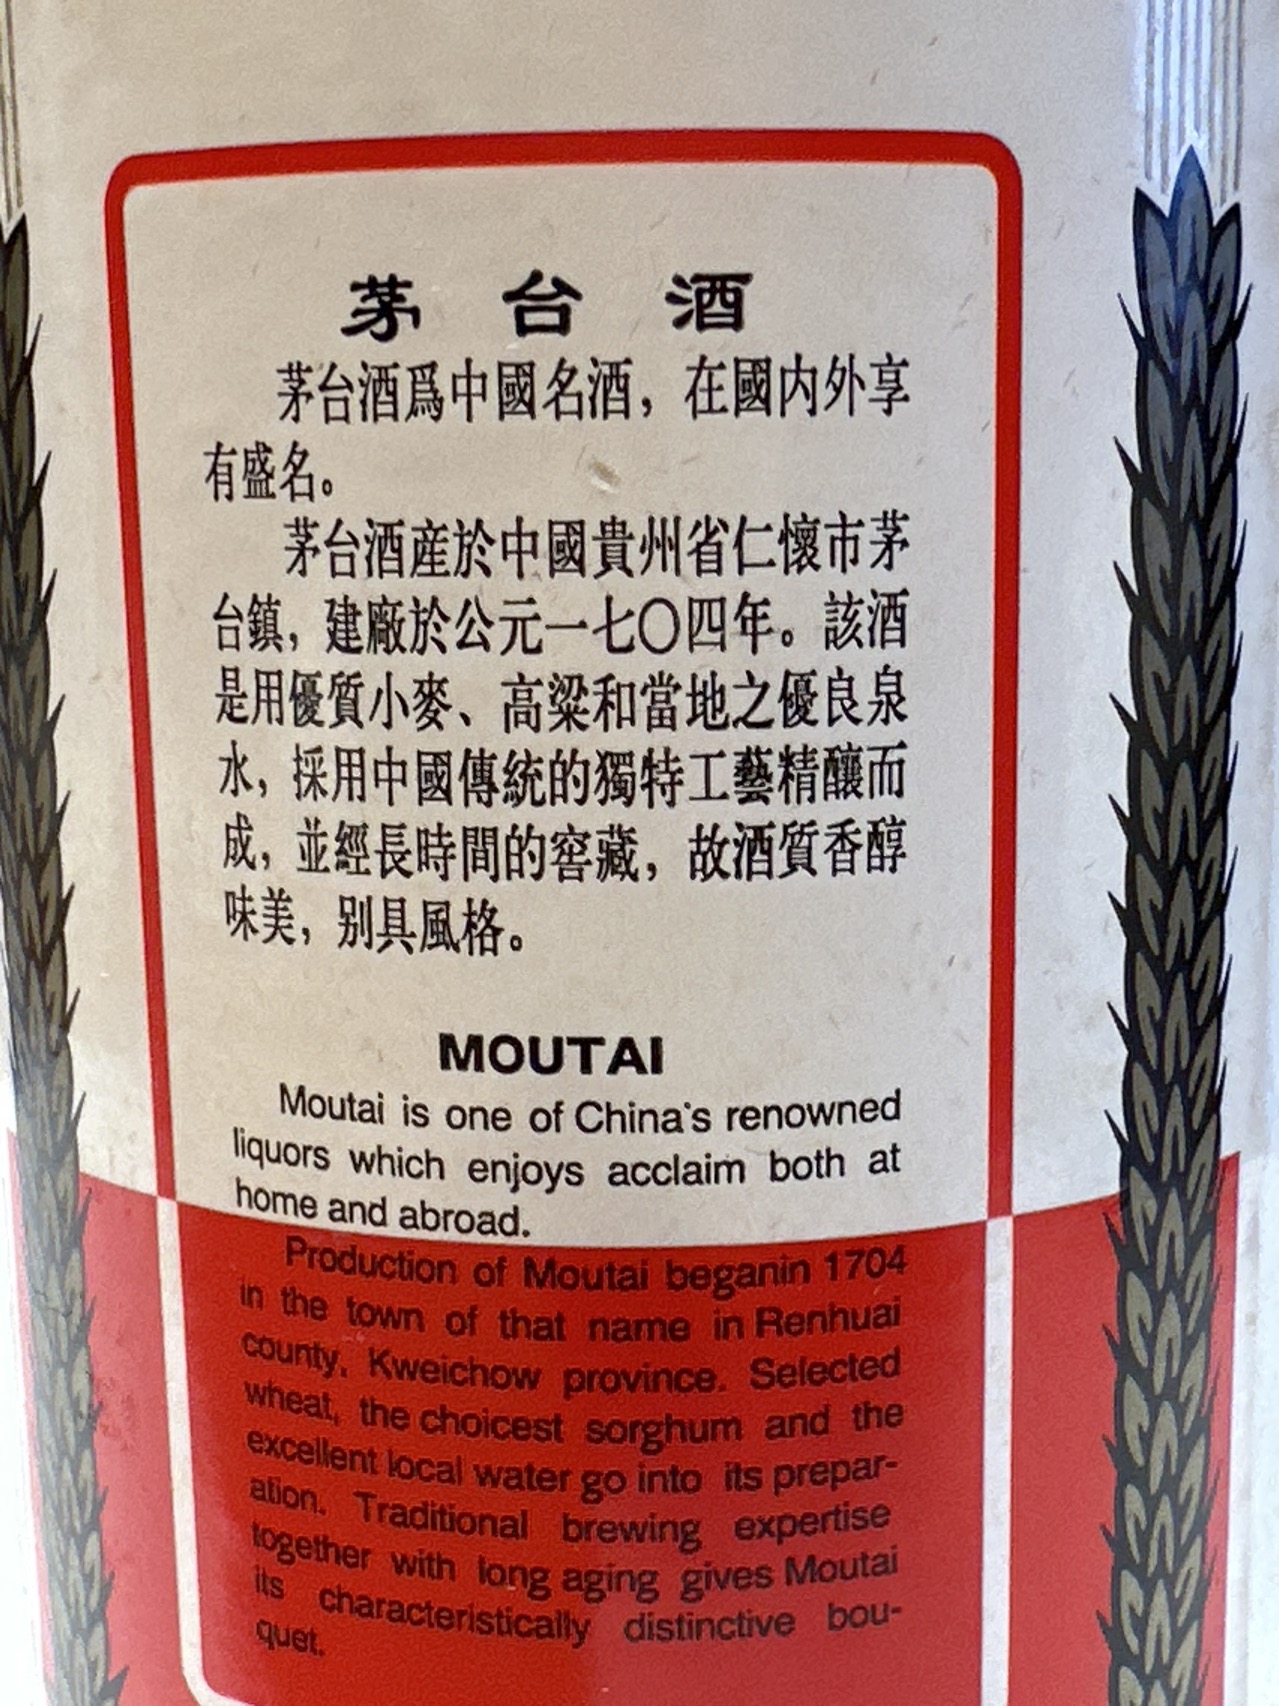 茅台酒
茅台酒爲中國名酒，在國内外享
有盛名。
茅台酒産於中國貴州省仁懷市茅
台鎮，建廠於公元一七〇四年。該酒
是用優質小麥、高粱和當地之優良泉
水，採用中國傳統的獨特工藝精釀而
成，並經長時間的窖藏，故酒質香醇
味美，别具風格。
MOUTAI
Moutai is one of China's renowned
liquors which enjoys acclaim both at
home and abroad.
Production of Moutai beganin 1704
in the town of that name in Renhuai
county, Kweichow province. Selected
wheat, the choicest sorghum and the
excellent local water go into its prepar-
ation. Traditional brewing expertise
together with long aging gives Moutai
its characteristically distinctive bou-
quet.